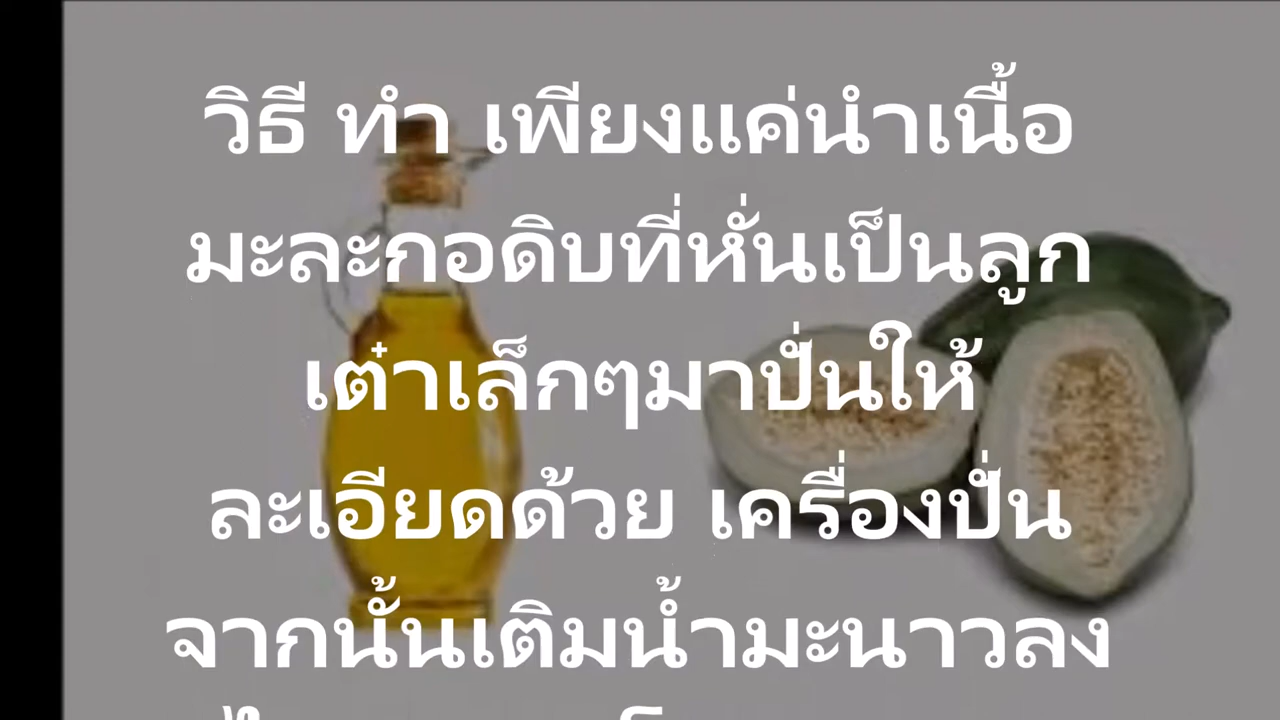 วิธี ทำ เพียงแค่นำเนื้อ
มะละกอดิบที่หั่นเป็นลูก
เต๋าเล็กๆมาปั่นให้
ละเอียดด้วย เครื่องปั่น
จากนั้นเติมน้ำมะนาวลง